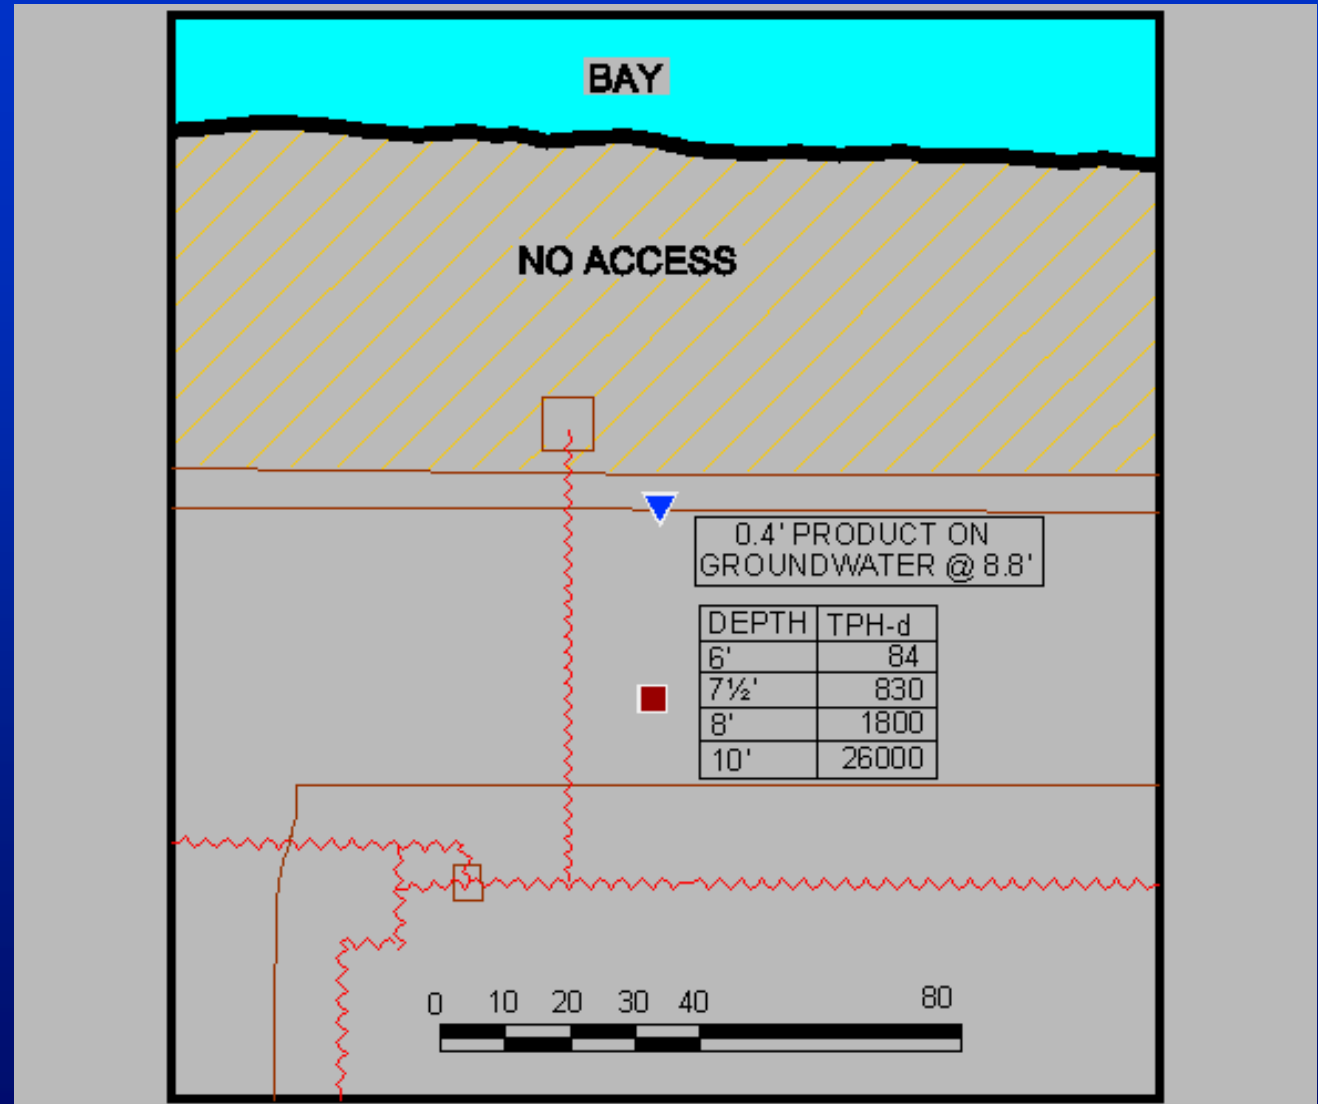 BAY
NO ACCESS
0.4' PRODUCT ON
GROUNDWATER @ 8.8'
DEPTH TPH-d
6' 84
7½' 830
8' 1800
10' 26000
0 10 20 30 40 80